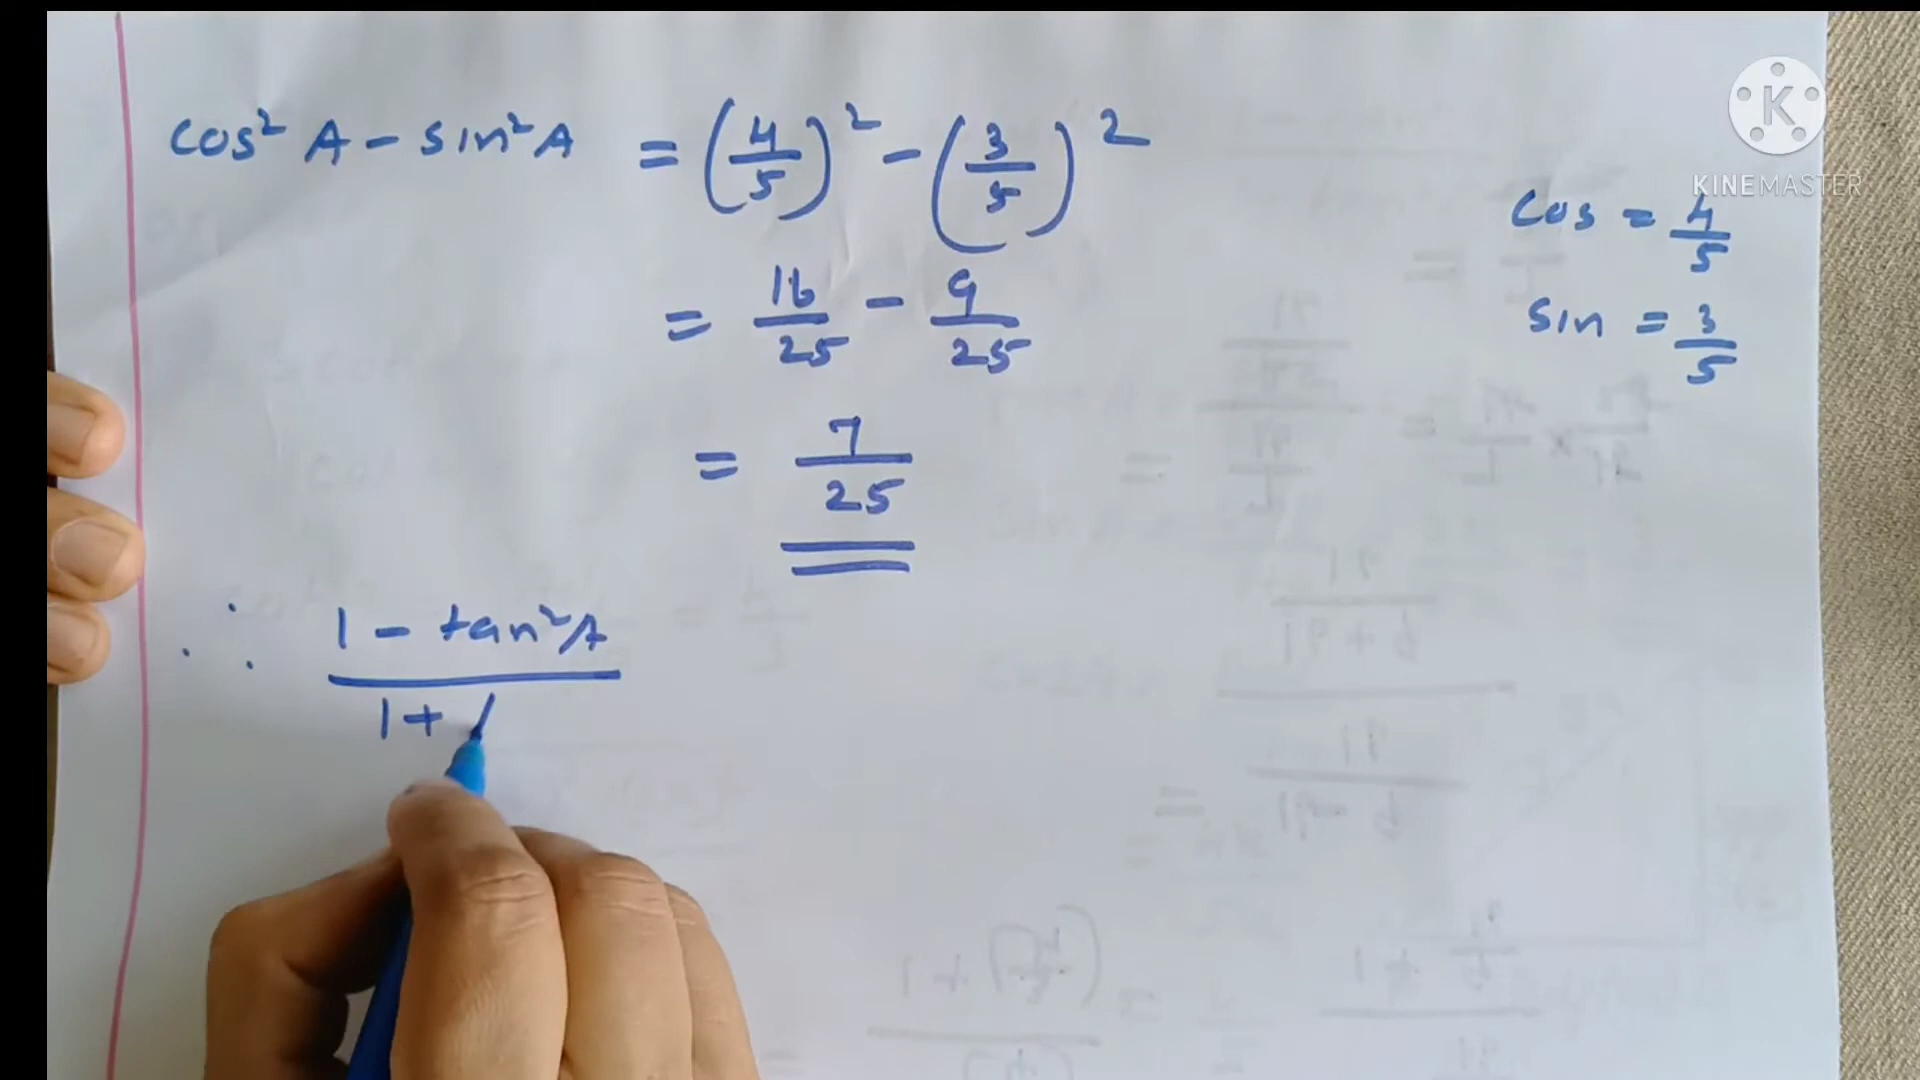 cos² A - sin² A = (4/5)² - (3/5)²
KINEMASTER
cos = 4/5
= 16/25 - 9/25
sin = 3/5
= 7/25
∴ 1 - tan² A
1 +